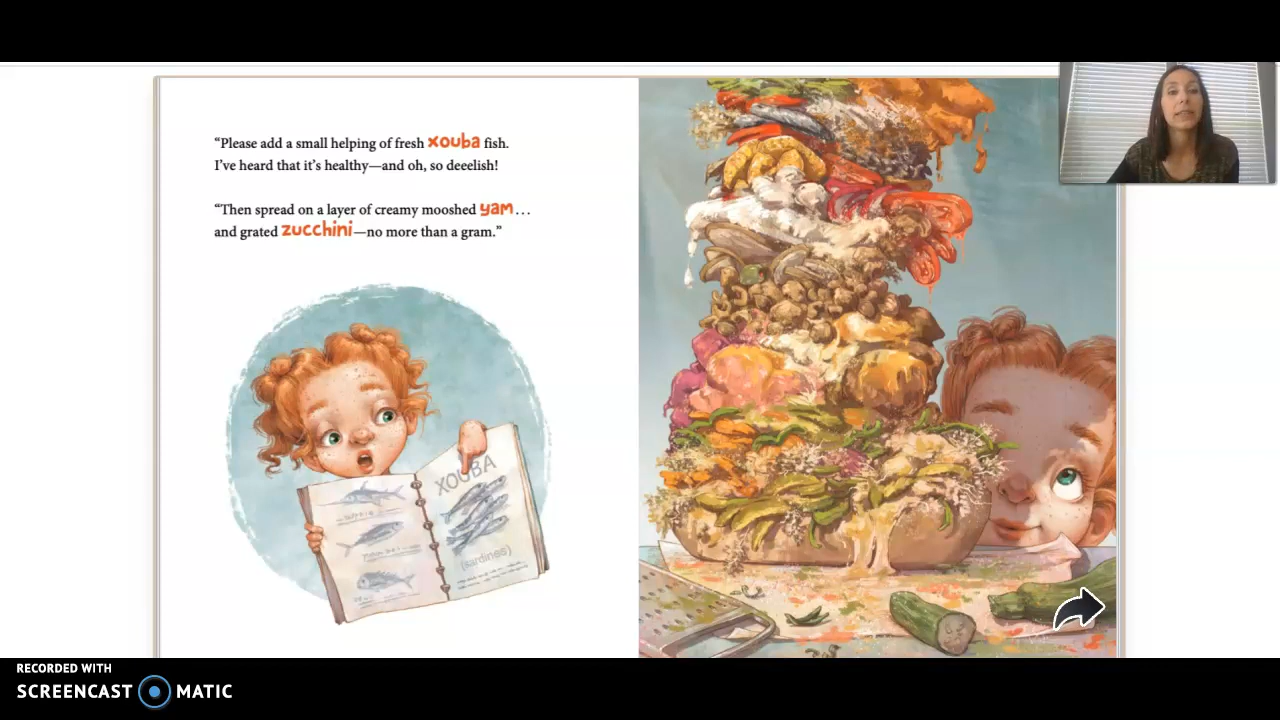 “Please add a small helping of fresh xouba fish.
I’ve heard that it’s healthy—and oh, so deeelish!
“Then spread on a layer of creamy mooshed yam...
and grated zucchini—no more than a gram.”
XOUBA
(sardines)
RECORDED WITH
SCREENCAST MATIC